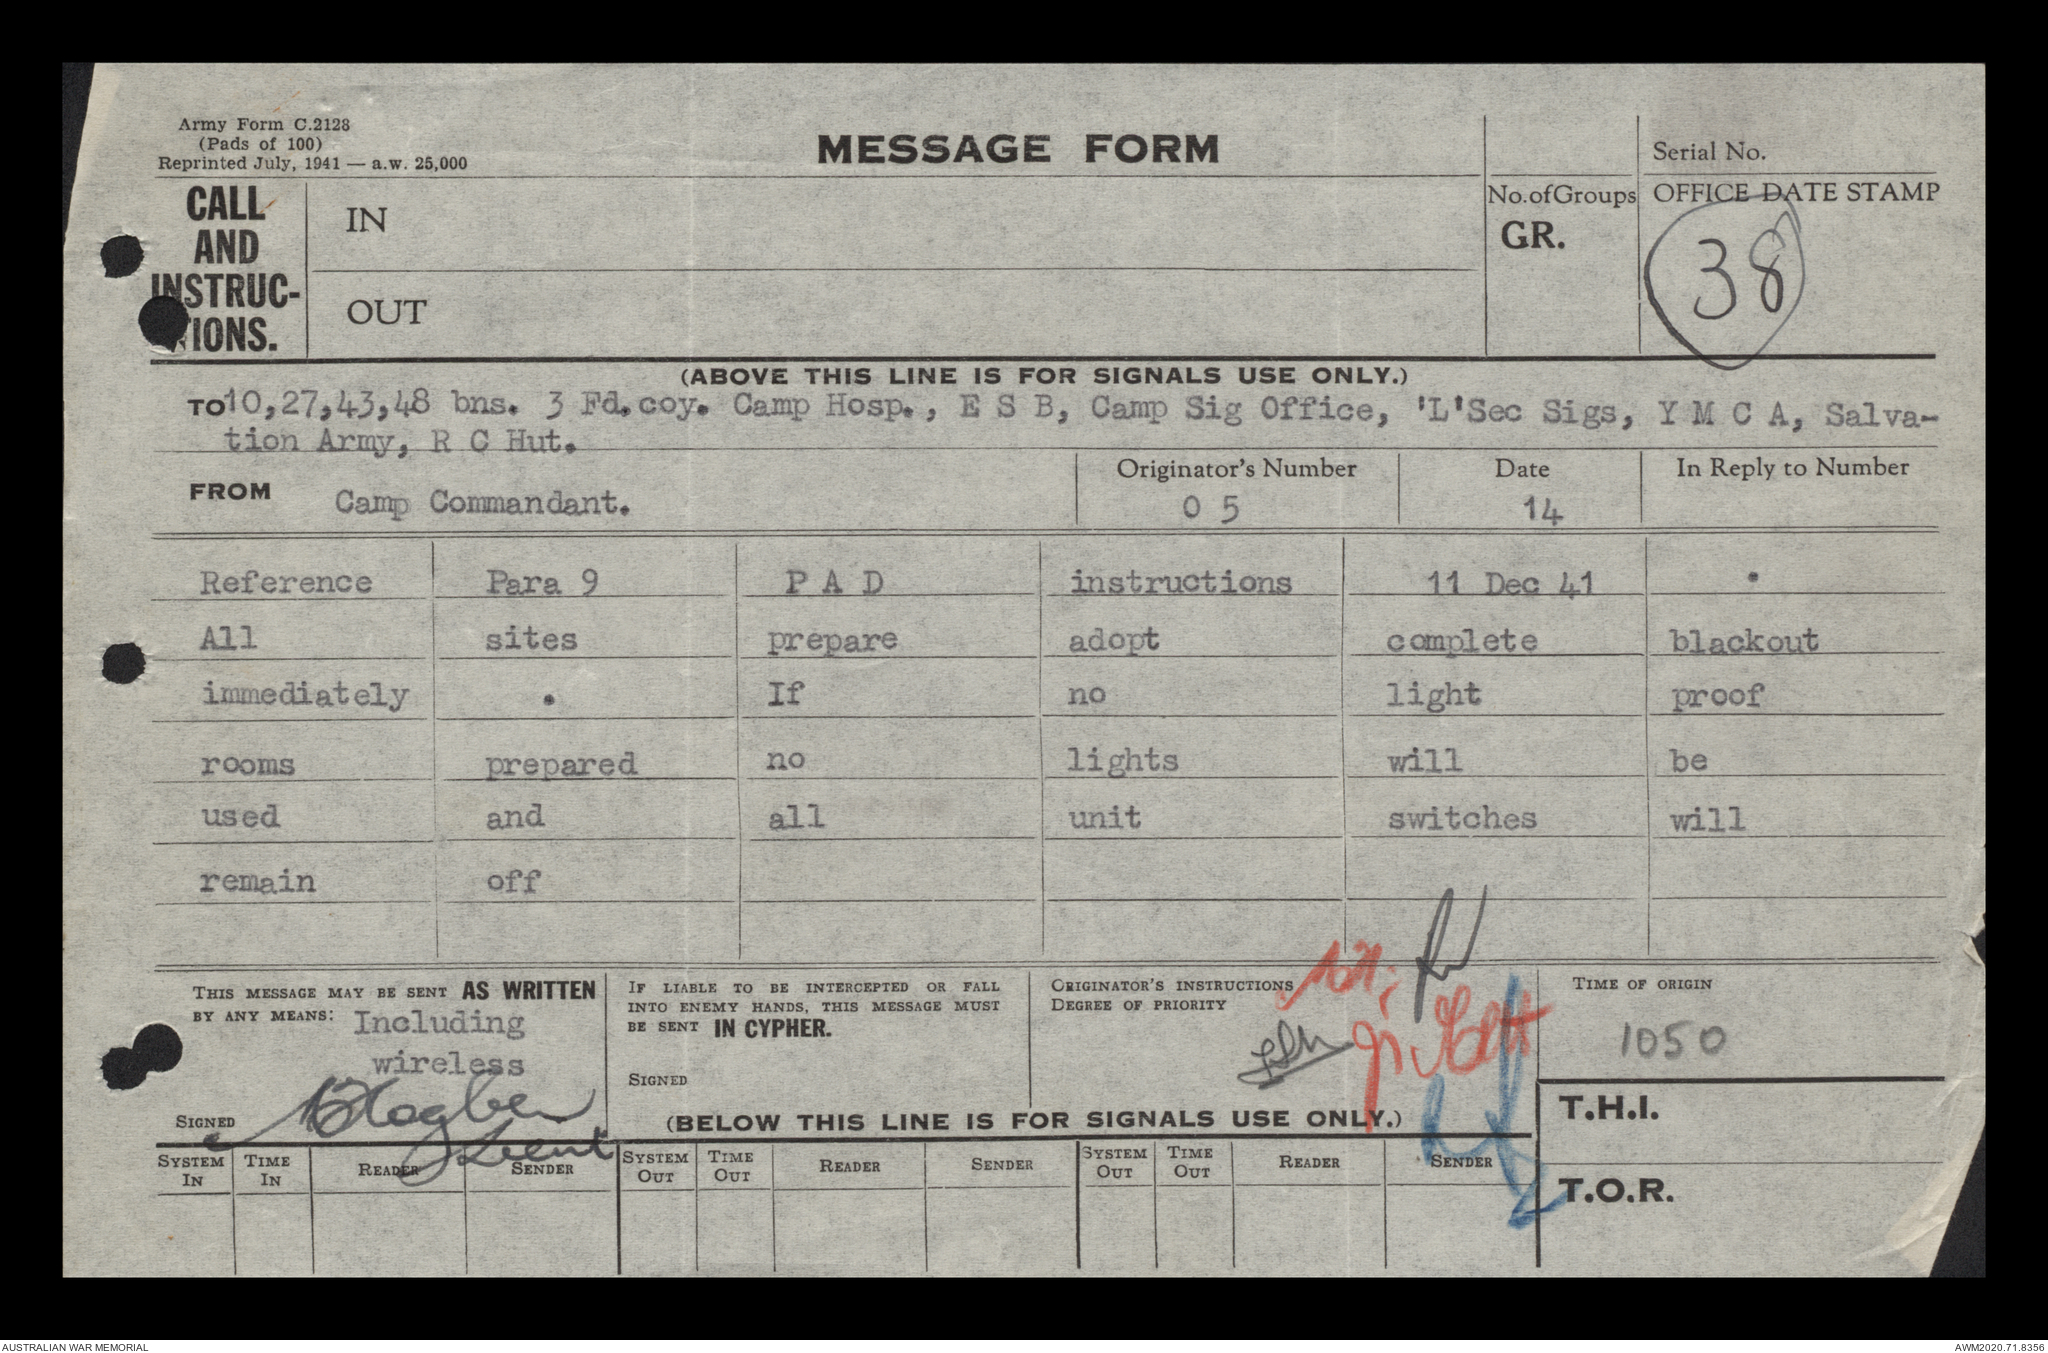 Army Form C.2128
(Pads of 100)
Reprinted July, 1941 — a.w. 25,000
MESSAGE FORM
Serial No.
CALL
AND
INSTRUC-
TIONS.
IN
OUT
No. of Groups
GR.
OFFICE DATE STAMP
38
(ABOVE THIS LINE IS FOR SIGNALS USE ONLY.)
TO 10,27,43,48 bns. 3 Fd.coy. Camp Hosp., E S B, Camp Sig Office, 'L'Sec Sigs, Y M C A, Salva-
tion Army, R C Hut.
FROM Camp Commandant.
Originator's Number
0 5
Date
14
In Reply to Number
Reference Para 9 P A D instructions 11 Dec 41 .
All sites prepare adopt complete blackout
immediately . If no light proof
rooms prepared no lights will be
used and all unit switches will
remain off
THIS MESSAGE MAY BE SENT AS WRITTEN
BY ANY MEANS: Including
wireless
SIGNED
Lieut
IF LIABLE TO BE INTERCEPTED OR FALL
INTO ENEMY HANDS, THIS MESSAGE MUST
BE SENT IN CYPHER.
SIGNED
ORIGINATOR'S INSTRUCTIONS
DEGREE OF PRIORITY
TIME OF ORIGIN
1050
(BELOW THIS LINE IS FOR SIGNALS USE ONLY.)
T.H.I.
T.O.R.
SYSTEM IN TIME IN READER SENDER SYSTEM OUT TIME OUT READER SENDER SYSTEM OUT TIME OUT READER SENDER
AUSTRALIAN WAR MEMORIAL
AWM2020.71.8356